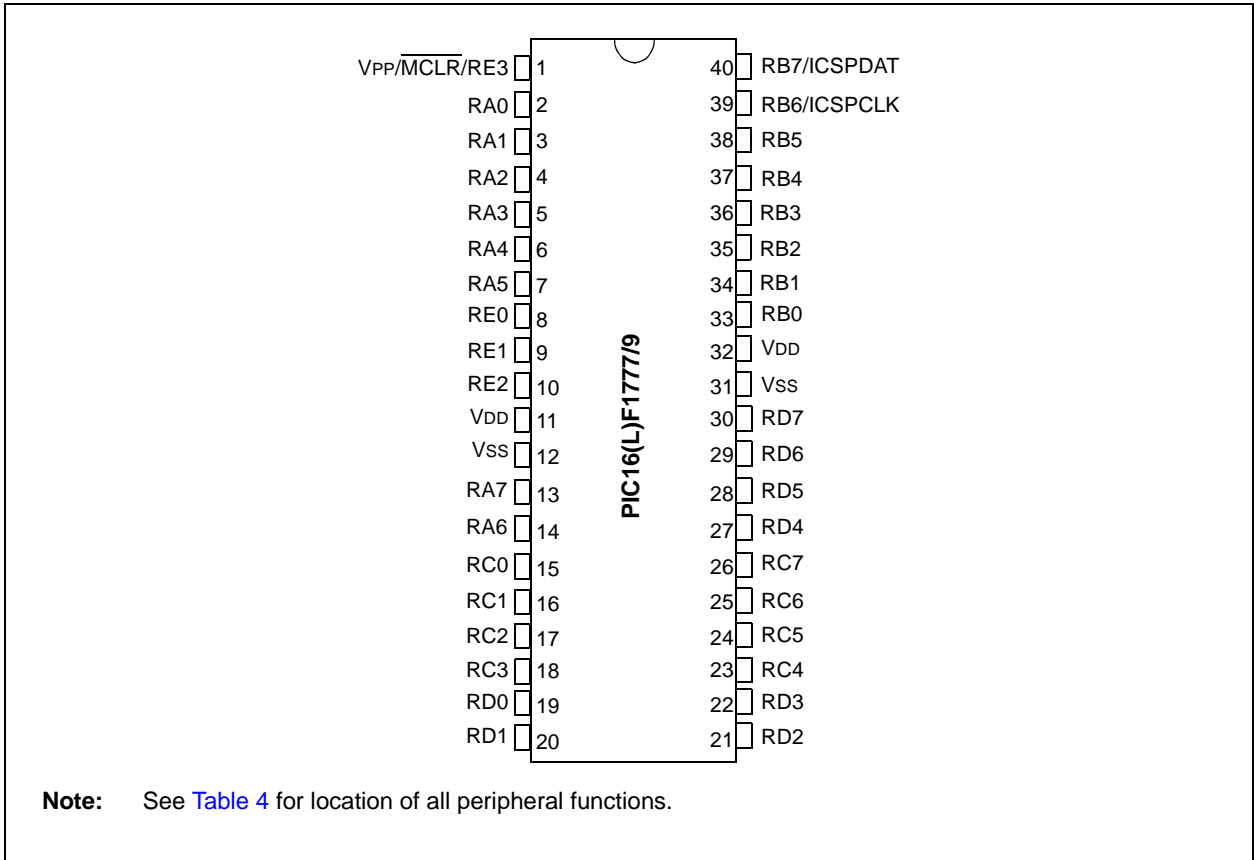 VPP/MCLR/RE3 1 40 RB7/ICSPDAT
RA0 2 39 RB6/ICSPCLK
RA1 3 38 RB5
RA2 4 37 RB4
RA3 5 36 RB3
RA4 6 35 RB2
RA5 7 34 RB1
RE0 8 33 RB0
RE1 9 32 VDD
RE2 10 31 VSS
VDD 11 30 RD7
VSS 12 29 RD6
RA7 13 28 RD5
RA6 14 27 RD4
RC0 15 26 RC7
RC1 16 25 RC6
RC2 17 24 RC5
RC3 18 23 RC4
RD0 19 22 RD3
RD1 20 21 RD2
PIC16(L)F1777/9
Note: See Table 4 for location of all peripheral functions.